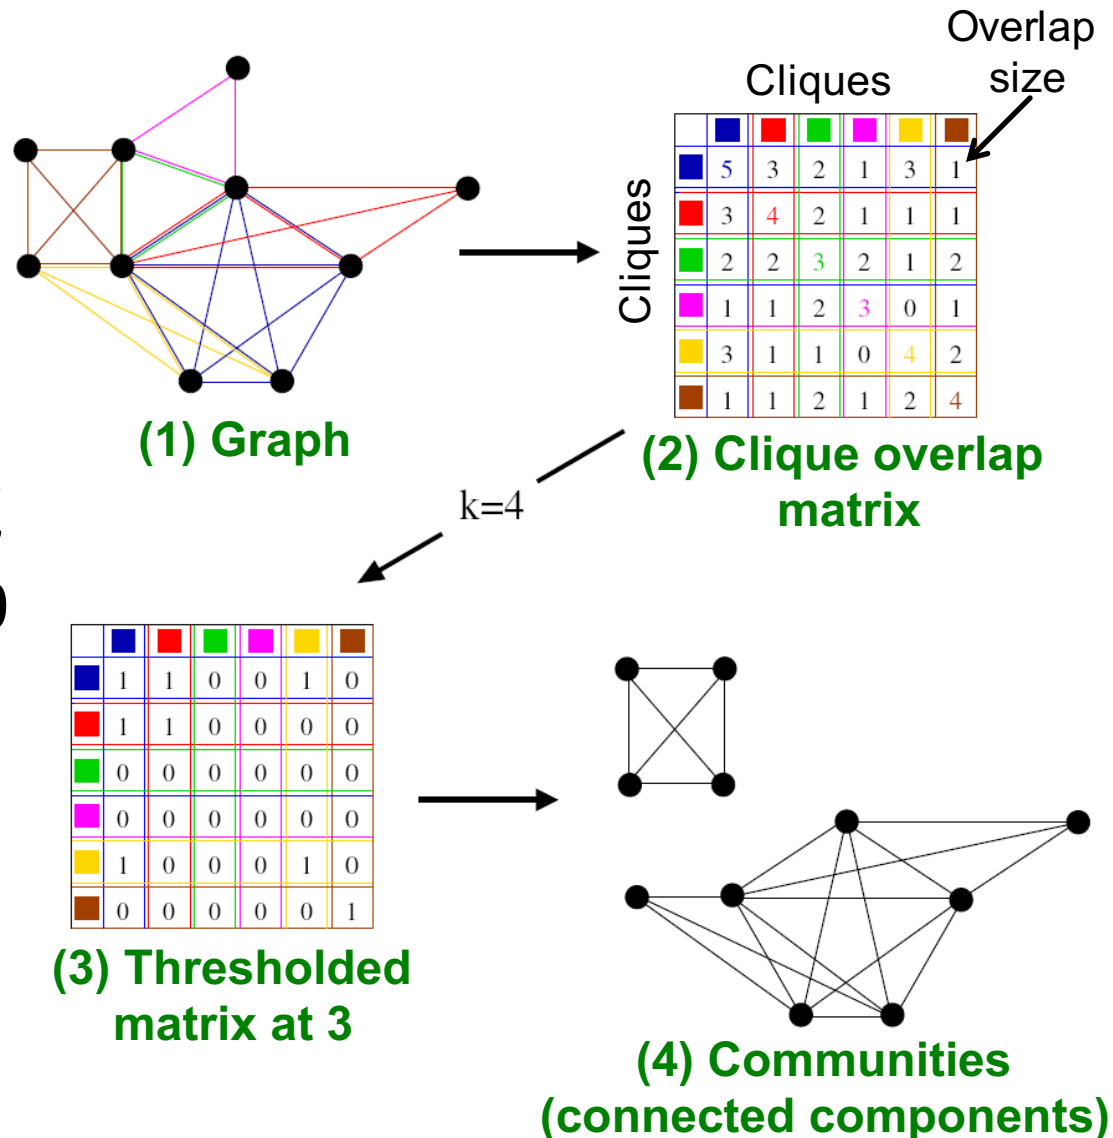 Overlap
size
Cliques
Cliques
5 3 2 1 3 1
3 4 2 1 1 1
2 2 3 2 1 2
1 1 2 3 0 1
3 1 1 0 4 2
1 1 2 1 2 4
(1) Graph
(2) Clique overlap
matrix
k=4
1 1 0 0 1 0
1 1 0 0 0 0
0 0 0 0 0 0
0 0 0 0 0 0
1 0 0 0 1 0
0 0 0 0 0 1
(3) Thresholded
matrix at 3
(4) Communities
(connected components)